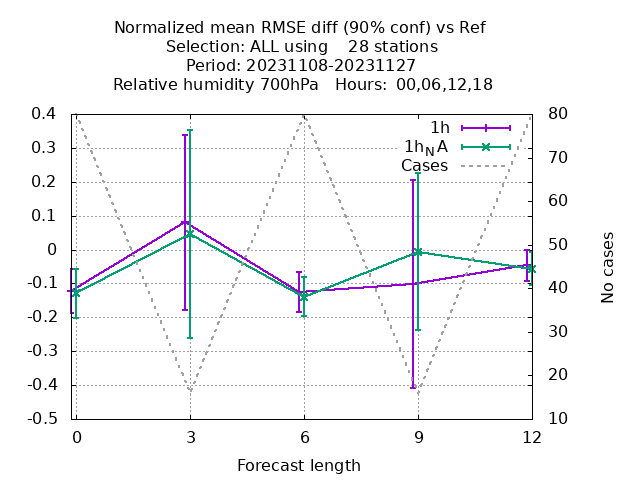 Normalized mean RMSE diff (90% conf) vs Ref
Selection: ALL using    28 stations
Period: 20231108-20231127
Relative humidity 700hPa   Hours: 00,06,12,18
0.4
0.3
0.2
0.1
0
-0.1
-0.2
-0.3
-0.4
-0.5
80
70
60
50
40
30
20
10
1h
1hNA
Cases
No cases
0 3 6 9 12
Forecast length